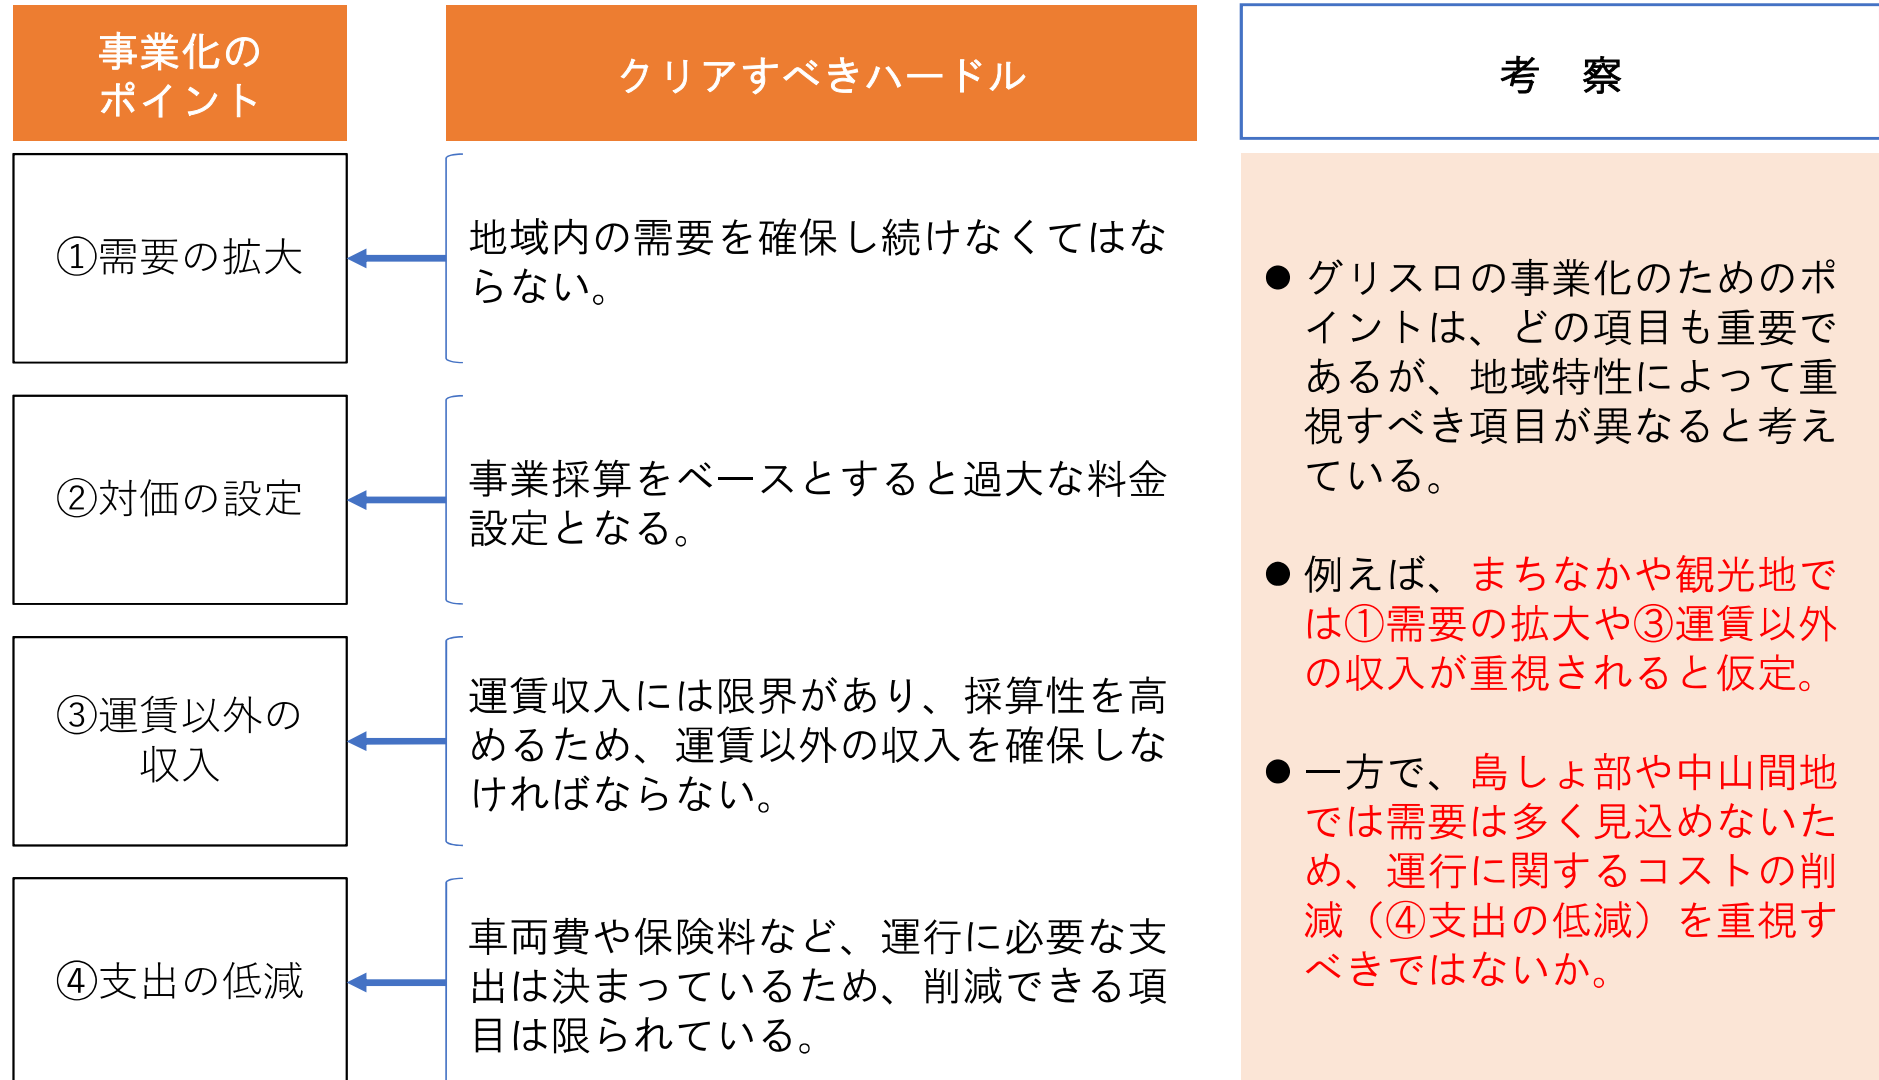 事業化の
ポイント
クリアすべきハードル
考　察
①需要の拡大
地域内の需要を確保し続けなくてはな
らない。
②対価の設定
事業採算をベースとすると過大な料金
設定となる。
③運賃以外の
収入
運賃収入には限界があり、採算性を高
めるため、運賃以外の収入を確保しな
ければならない。
④支出の低減
車両費や保険料など、運行に必要な支
出は決まっているため、削減できる項
目は限られている。
●グリスロの事業化のためのポ
イントは、どの項目も重要で
あるが、地域特性によって重
視すべき項目が異なると考え
ている。
●例えば、まちなかや観光地で
は①需要の拡大や③運賃以外
の収入が重視されると仮定。
●一方で、島しょ部や中山間地
では需要は多く見込めないた
め、運行に関するコストの削
減（④支出の低減）を重視す
べきではないか。